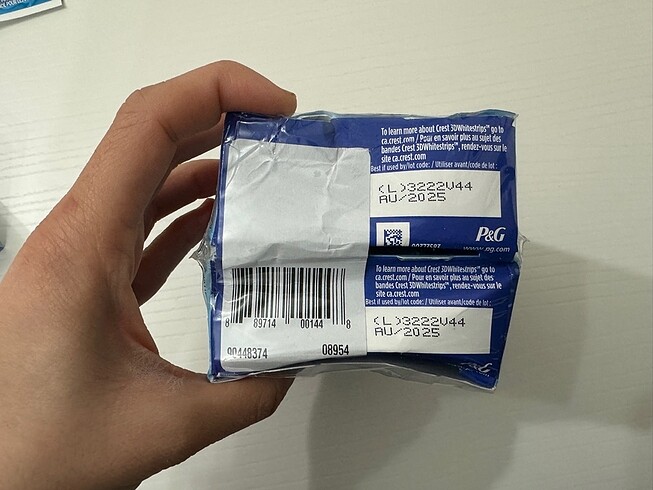 To learn more about Crest 3DWhitestrips™ go to
ca.crest.com / Pour en savoir plus au sujet des
bandes Crest 3DWhitestrips™, rendez-vous sur le
site ca.crest.com
Best if used by/lot code: / Utiliser avant/code de lot :
(L)3222V44
AU/2025
P&G
www.pg.com
To learn more about Crest 3DWhitestrips™ go to
ca.crest.com / Pour en savoir plus au sujet des
bandes Crest 3DWhitestrips™, rendez-vous sur le
site ca.crest.com
Best if used by/lot code: / Utiliser avant/code de lot :
(L)3222V44
AU/2025
8 89714 00144 8
90448374 08954